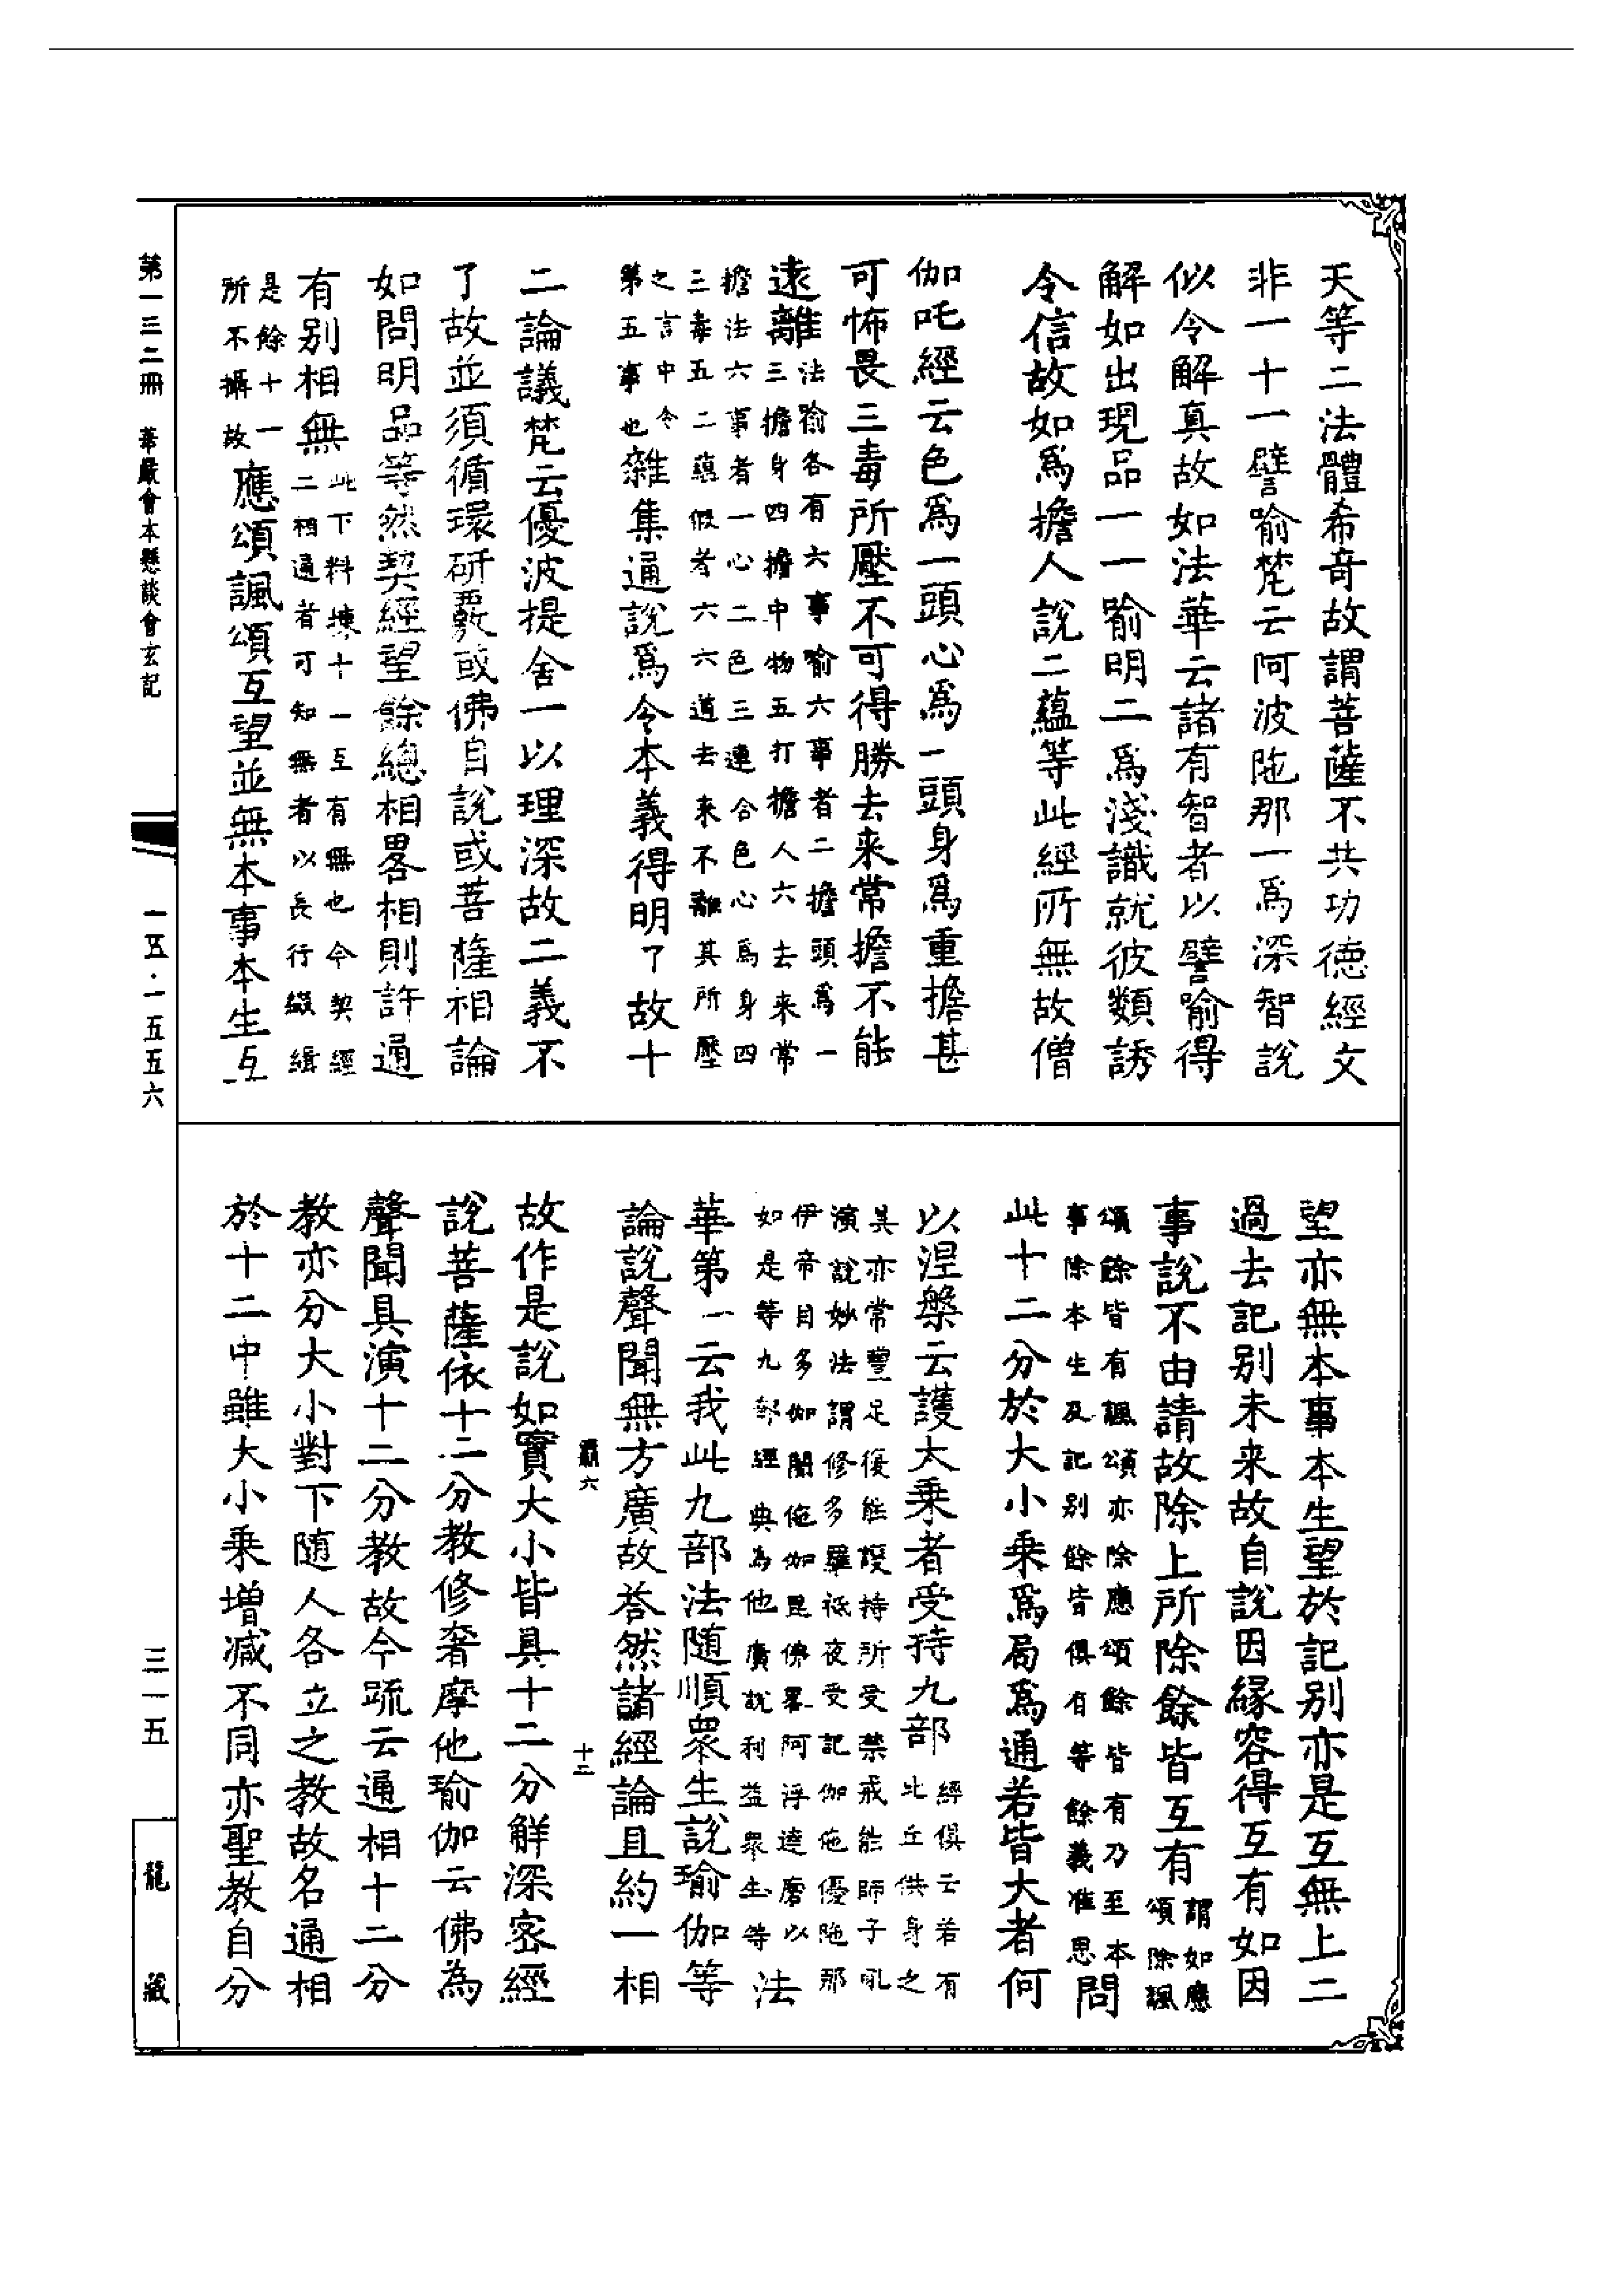 天等二法體希奇故謂菩薩不共功德經文
非一十一譬喻梵云阿波陁那一爲深智說
似令解真故如法華云諸有智者以譬喻得
解如出現品一一喻明二爲淺識就彼類誘
令信故如爲擔人說二蘊等此經所無故僧
伽吒經云色爲一頭心爲一頭身爲重擔甚
可怖畏三毒所壓不可得勝去来常擔不能
遠離
法喻各有六事喻六事者二擔頭爲一
三擔身四擔中物五打擔人六去来常
擔法六事者一心二色三連合色心爲身四
三毒五二蘊假者六六道去来不離其所壓
之言中令
第五事也
雜集通說爲令本義得明了故十
二論議梵云優波提舍一以理深故二義不
了故並須循環研覈或佛自說或菩薩相論
如問明品等然契經望餘總相畧相則許通
有别相無
此下料揀十一互有無也今契經
二相通者可知無者以長行綴緝
是餘十一
所不攝故
應頌諷頌互望並無本事本生互
望亦無本事本生望於記别亦是互無上二
過去記别未来故自說因緣容得互有如因
事說不由請故除上所除餘皆互有
謂如應
頌除諷
頌餘皆有諷頌亦除應頌餘皆有乃至本
事除本生及記别餘皆俱有等餘義准思
問
此十二分於大小乘爲局爲通若皆大者何
以涅槃云護大乘者受持九部
經俱云若有
比丘供身之
具亦常豐足復能護持所受禁戒能師子吼
演說妙法謂修多羅祇夜受記伽陁優陁那
伊帝目多伽闍陁伽毘佛畧阿浮達磨以
如是等九部經典為他廣說利益衆生等
法
華第一云我此九部法随順衆生說瑜伽等
論說聲聞無方廣故荅然諸經論且約一相
六
十二
故作是說如實大小皆具十二分解深密經
說菩薩依十二分教修奢摩他瑜伽云佛為
聲聞具演十二分教故今䟽云通相十二分
教亦分大小對下随人各立之教故名通相
於十二中雖大小乘增减不同亦聖教自分
第一三二冊　華嚴會本懸談會玄記
一五·一五五六
三一五
龍藏